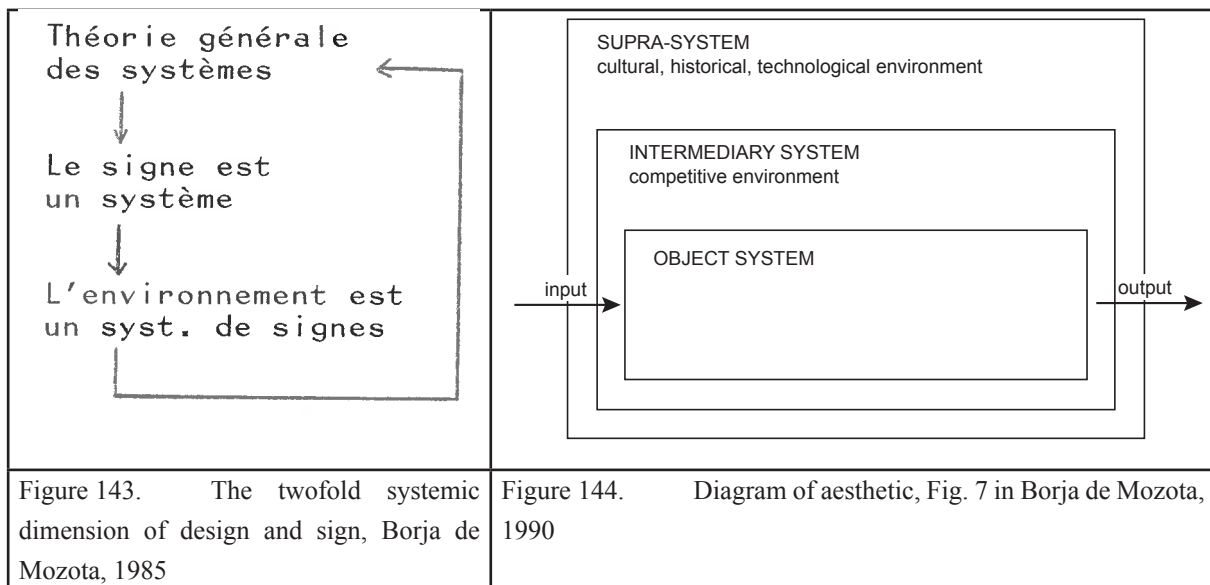 Théorie générale
des systèmes
Le signe est
un système
L'environnement est
un syst. de signes
SUPRA-SYSTEM
cultural, historical, technological environment
INTERMEDIARY SYSTEM
competitive environment
OBJECT SYSTEM
input
output
Figure 143. The twofold systemic
dimension of design and sign, Borja de
Mozota, 1985
Figure 144. Diagram of aesthetic, Fig. 7 in Borja de Mozota,
1990